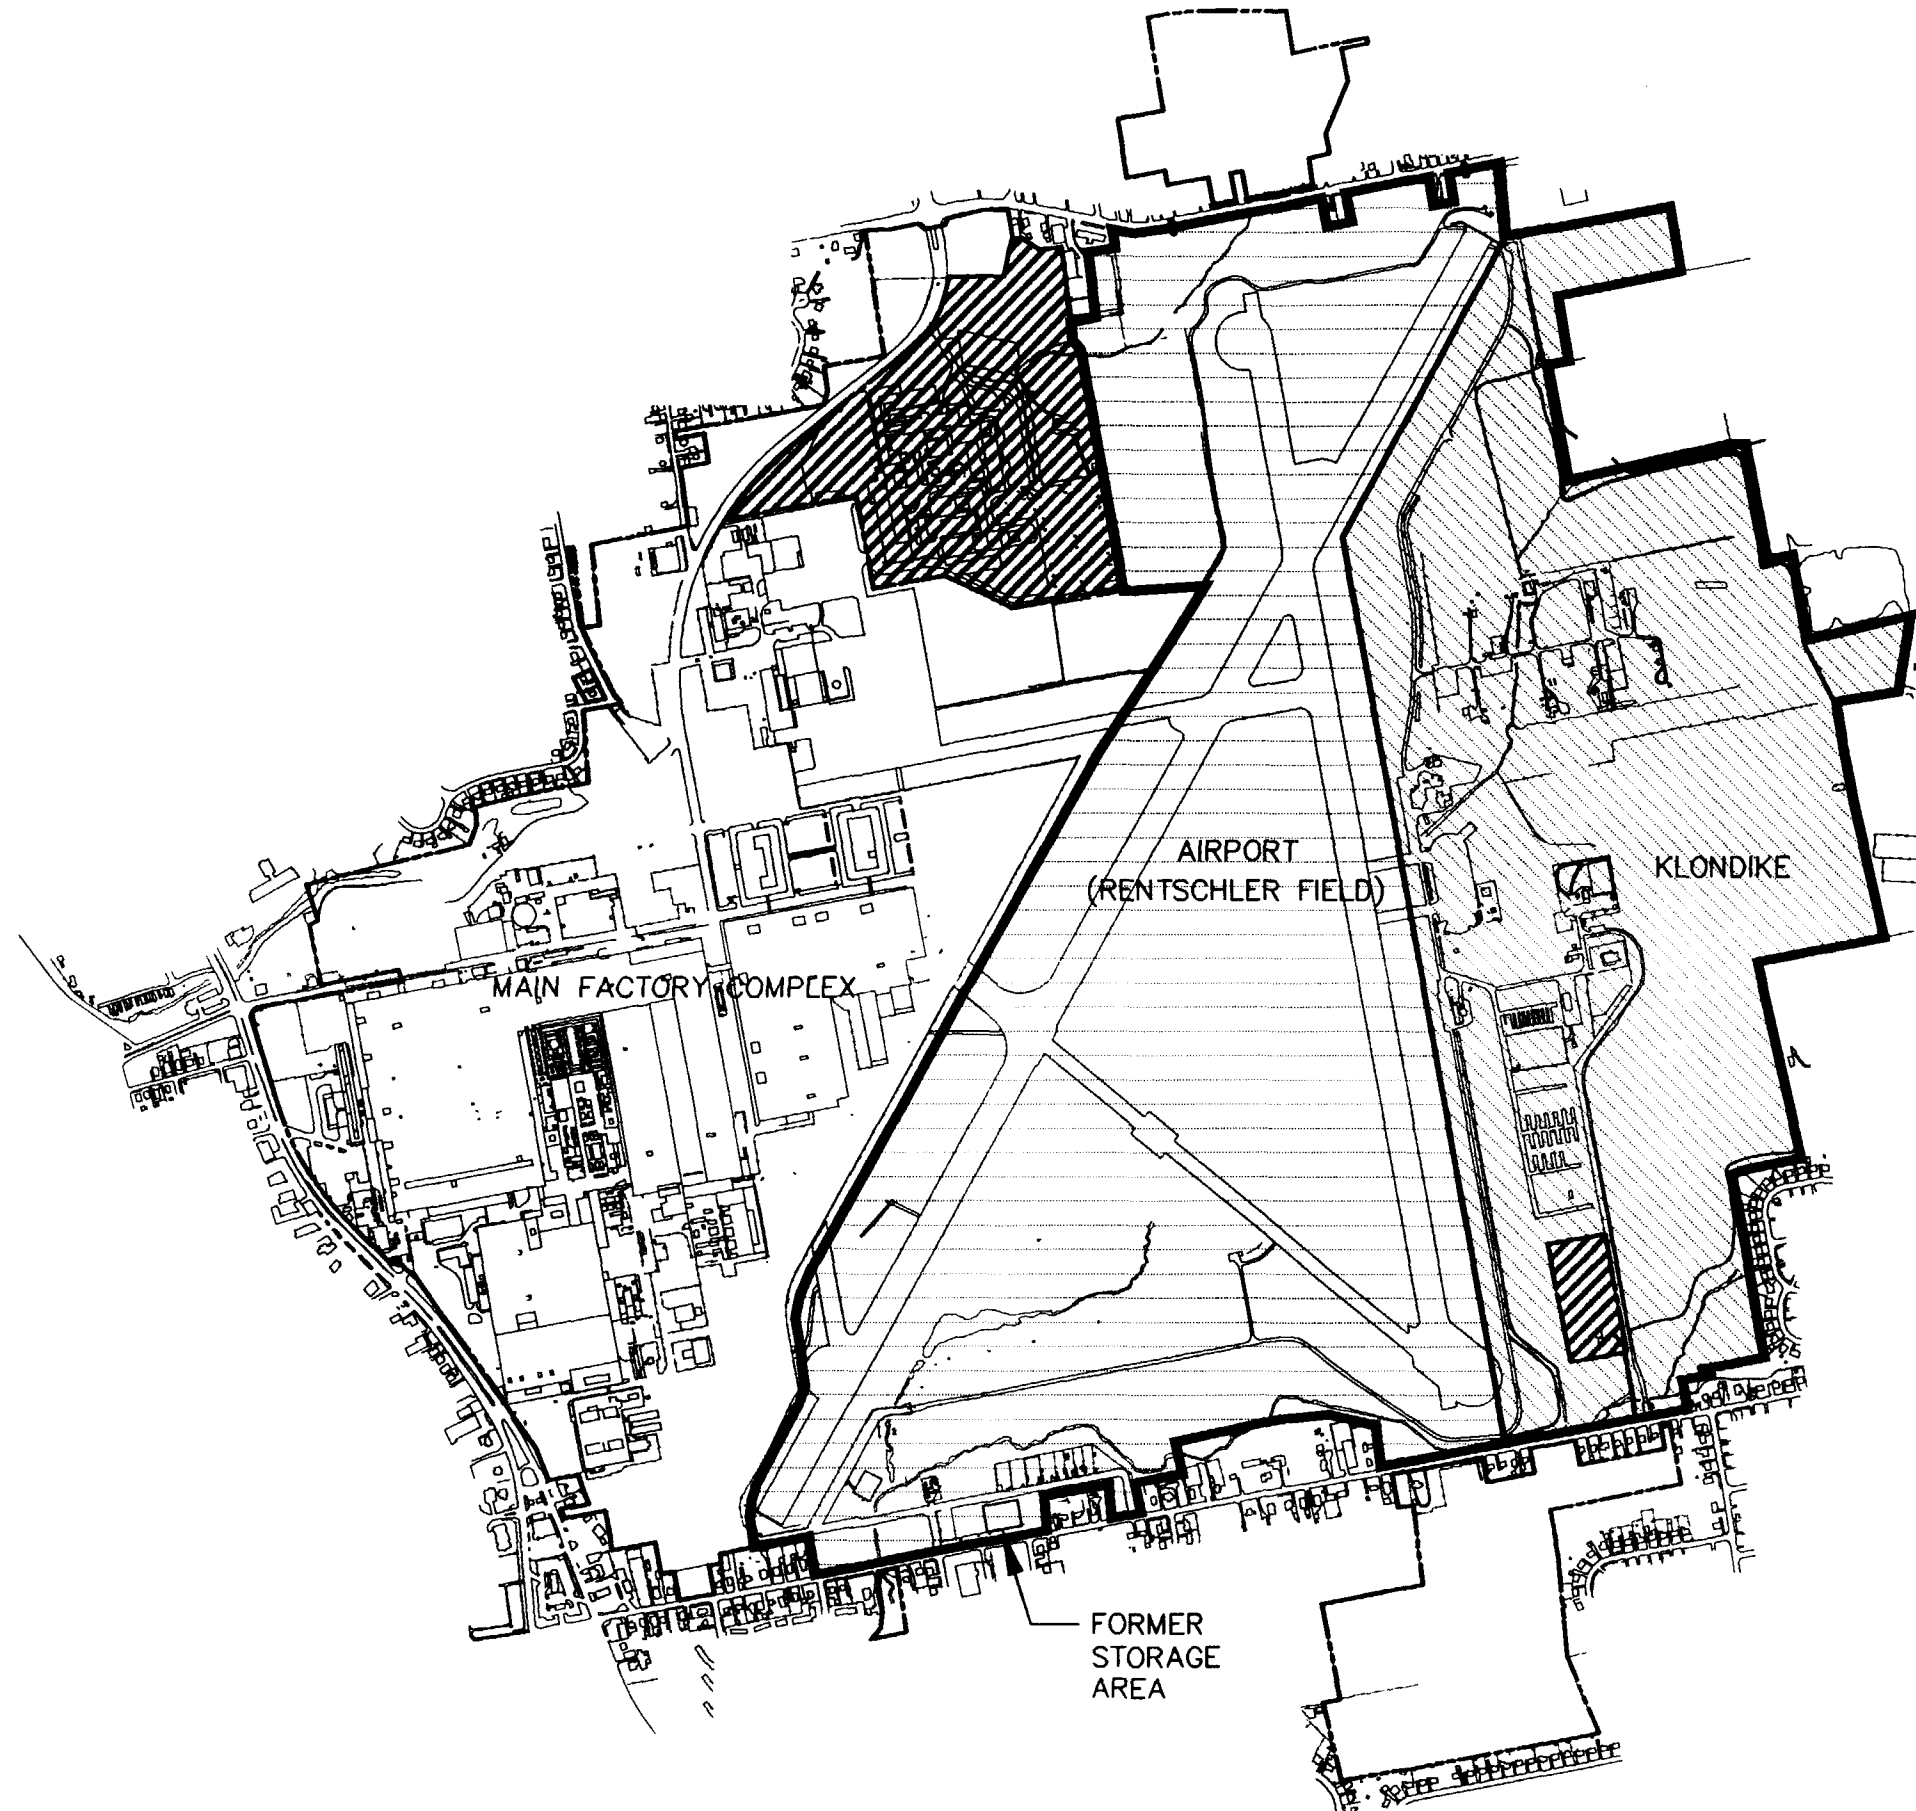 AIRPORT
(RENTSCHLER FIELD)
KLONDIKE
MAIN FACTORY COMPLEX
FORMER
STORAGE
AREA